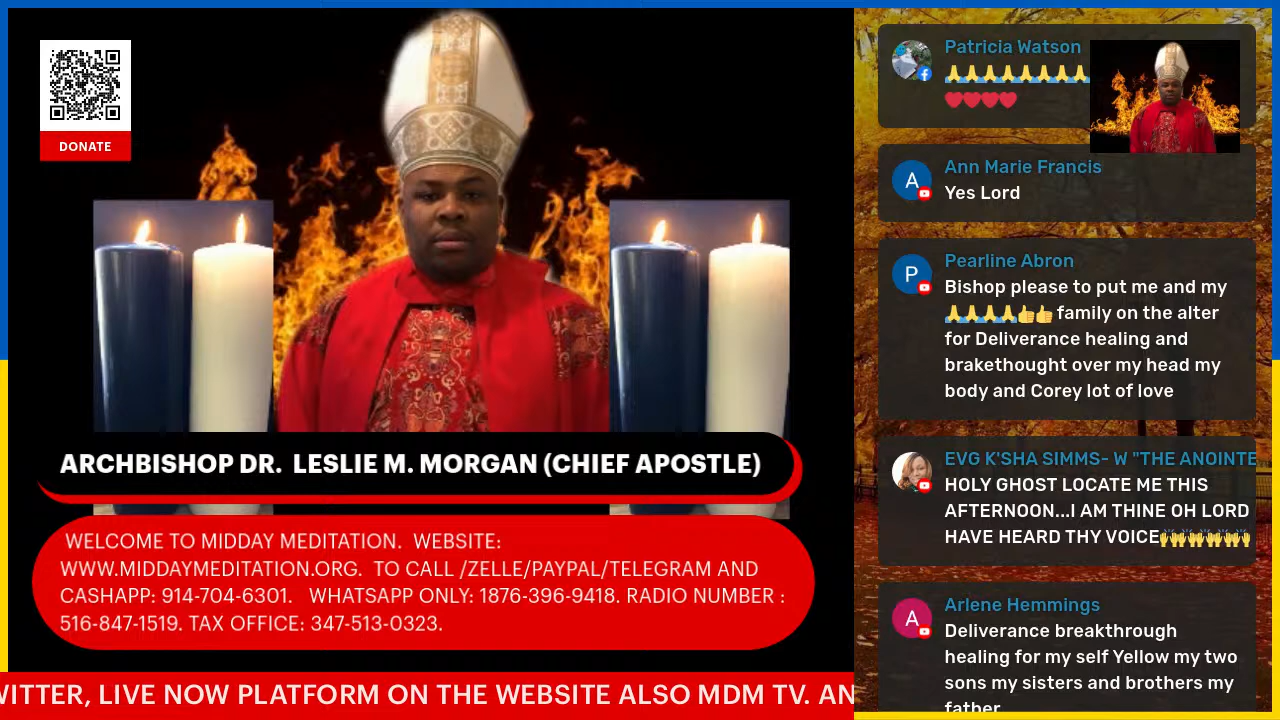 DONATE
ARCHBISHOP DR. LESLIE M. MORGAN (CHIEF APOSTLE)
WELCOME TO MIDDAY MEDITATION. WEBSITE:
WWW.MIDDAYMEDITATION.ORG. TO CALL /ZELLE/PAYPAL/TELEGRAM AND
CASHAPP: 914-704-6301. WHATSAPP ONLY: 1876-396-9418. RADIO NUMBER :
516-847-1519. TAX OFFICE: 347-513-0323.
WITTER, LIVE NOW PLATFORM ON THE WEBSITE ALSO MDM TV. AN
Patricia Watson
🙏🙏🙏🙏🙏🙏🙏🙏
❤️❤️❤️❤️
A
Ann Marie Francis
Yes Lord
P
Pearline Abron
Bishop please to put me and my
🙏🙏🙏🙏👍👍 family on the alter
for Deliverance healing and
brakethought over my head my
body and Corey lot of love
EVG K'SHA SIMMS- W "THE ANOINTE
HOLY GHOST LOCATE ME THIS
AFTERNOON...I AM THINE OH LORD
HAVE HEARD THY VOICE🙌🙌🙌🙌🙌
A
Arlene Hemmings
Deliverance breakthrough
healing for my self Yellow my two
sons my sisters and brothers my
father